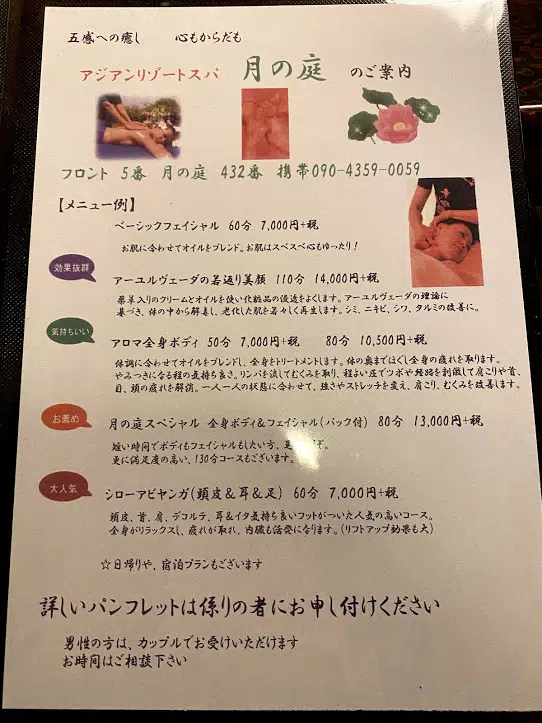 五感への癒し　心もからだも
アジアンリゾートスパ 月の庭 のご案内
フロント 5番 月の庭 432番 携帯090-4359-0059
【メニュー例】
ベーシックフェイシャル 60分 7,000円+税
お肌に合わせてオイルをブレンド。お肌はスベスベ心もゆったり!
効果抜群
アーユルヴェーダの若返り美顔 110分 14,000円+税
薬草入りのクリームとオイルを使い化粧品の浸透をよくします。アーユルヴェーダの理論に
基づき、体の中から解毒し、老化した肌を若々しく再生します。シミ、ニキビ、シワ、タルミの改善に。
気持ちいい
アロマ全身ボディ 50分 7,000円+税　80分 10,500円+税
体調に合わせてオイルをブレンドし、全身をトリートメントします。体の奥までほぐし全身の疲れを取ります。
やみつきになる程の気持ち良さ。リンパを流してむくみを取り、程よい圧でツボや経絡を刺激して肩こりや首、
目、頭の疲れを解消。一人一人の状態に合わせて、強さやストレッチを変え、肩こり、むくみを改善します。
お薦め
月の庭スペシャル 全身ボディ&フェイシャル(パック付) 80分 13,000円+税
短い時間でボディもフェイシャルもしたい方、是
更に満足度の高い、130分コースもございます。
大人気
シローアビヤンガ(頭皮&耳&足) 60分 7,000円+税
頭皮、首、肩、デコルテ、耳&イタ気持ち良いフットがついた人気の高いコース。
全身がリラックスし、疲れが取れ、内臓も活発になります。(リフトアップ効果も大)
☆日帰りや、宿泊プランもございます
詳しいパンフレットは係りの者にお申し付けください
男性の方は、カップルでお受けいただけます
お時間はご相談下さい